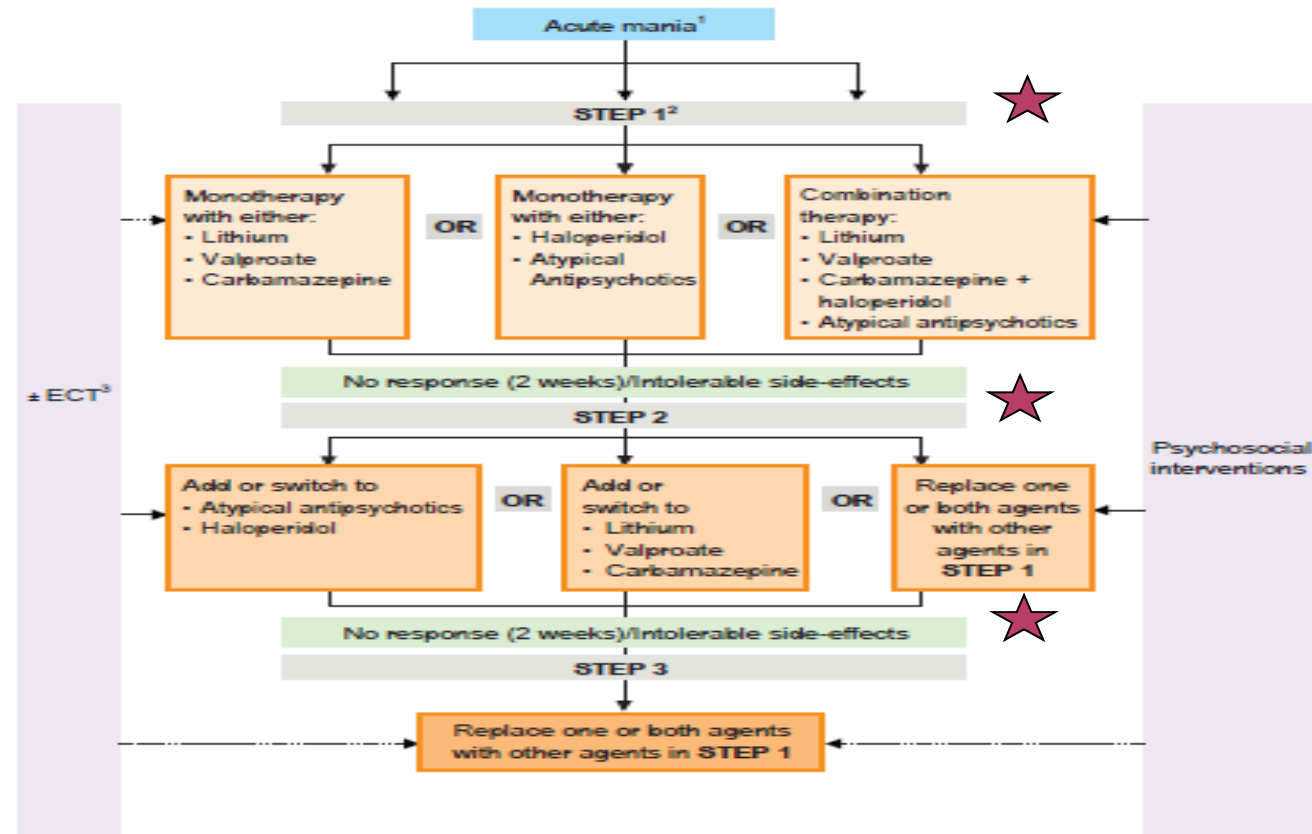 Acute mania¹
STEP 1²
Monotherapy
with either:
- Lithium
- Valproate
- Carbamazepine
OR
Monotherapy
with either:
- Haloperidol
- Atypical
Antipsychotics
OR
Combination
therapy:
- Lithium
- Valproate
- Carbamazepine +
haloperidol
- Atypical antipsychotics
No response (2 weeks)/Intolerable side-effects
± ECT³
STEP 2
Psychosocial
interventions
Add or switch to
- Atypical antipsychotics
- Haloperidol
OR
Add or
switch to
- Lithium
- Valproate
- Carbamazepine
OR
Replace one
or both agents
with other
agents in
STEP 1
No response (2 weeks)/Intolerable side-effects
STEP 3
Replace one or both agents
with other agents in STEP 1